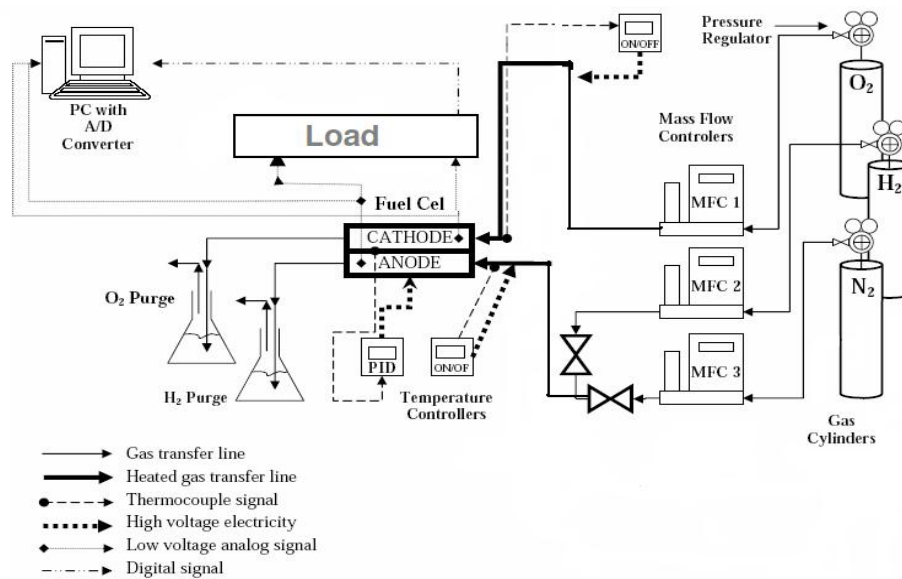 Pressure
Regulator
ON/OFF
O2
PC with
A/D
Converter
Load
Mass Flow
Controlers
H2
MFC 1
Fuel Cel
CATHODE
ANODE
N2
MFC 2
O2 Purge
PID
ON/OF
MFC 3
H2 Purge
Temperature
Controllers
Gas
Cylinders
Gas transfer line
Heated gas transfer line
Thermocouple signal
High voltage electricity
Low voltage analog signal
Digital signal